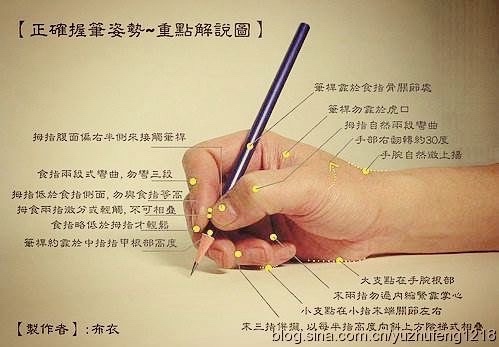 【正確握筆姿勢~重點解說圖】
筆桿靠於食指骨關節處
筆桿勿靠於虎口
拇指自然兩段彎曲
手部右翻轉約30度
手腕自然微上揚
拇指腹面偏右半側來接觸筆桿
食指兩段式彎曲,勿彎三段
拇指低於食指側面,勿與食指等高
拇食兩指微分或輕觸,不可相疊
食指略低於拇指才輕鬆
筆桿約靠於中指指甲根部高度
大支點在手腕根部
末兩指勿過內縮緊靠掌心
小支點在小指末端關節左右
末三指併攏,以每半指高度向斜上方階梯式相疊
【製作者】:布衣
blog.sina.com.cn/yuzhufeng1218